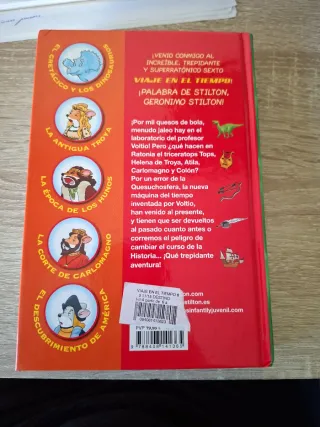 ¡VENID CONMIGO AL
INCREÍBLE, TREPIDANTE
Y SUPERRATÓNICO SEXTO
VIAJE EN EL TIEMPO!
¡PALABRA DE STILTON,
GERONIMO STILTON!
EL CRETÁCICO Y LOS DINOSAURIOS
LA ANTIGUA TROYA
LA ÉPOCA DE LOS HUNOS
LA CORTE DE CARLOMAGNO
EL DESCUBRIMIENTO DE AMÉRICA
¡Por mil quesos de bola,
menudo jaleo hay en el
laboratorio del profesor
Voltio! Pero ¿qué hacen en
Ratonia el triceratops Tops,
Helena de Troya, Atila,
Carlomagno y Colón?
Por un error de la
Quesuchosfera, la nueva
máquina del tiempo
inventada por Voltio,
han venido al presente,
y tienen que ser devueltos
al pasado cuanto antes o
corremos el peligro de
cambiar el curso de la
Historia... ¡Qué trepidante
aventura!
VIAJE EN EL TIEMPO 6
PVP